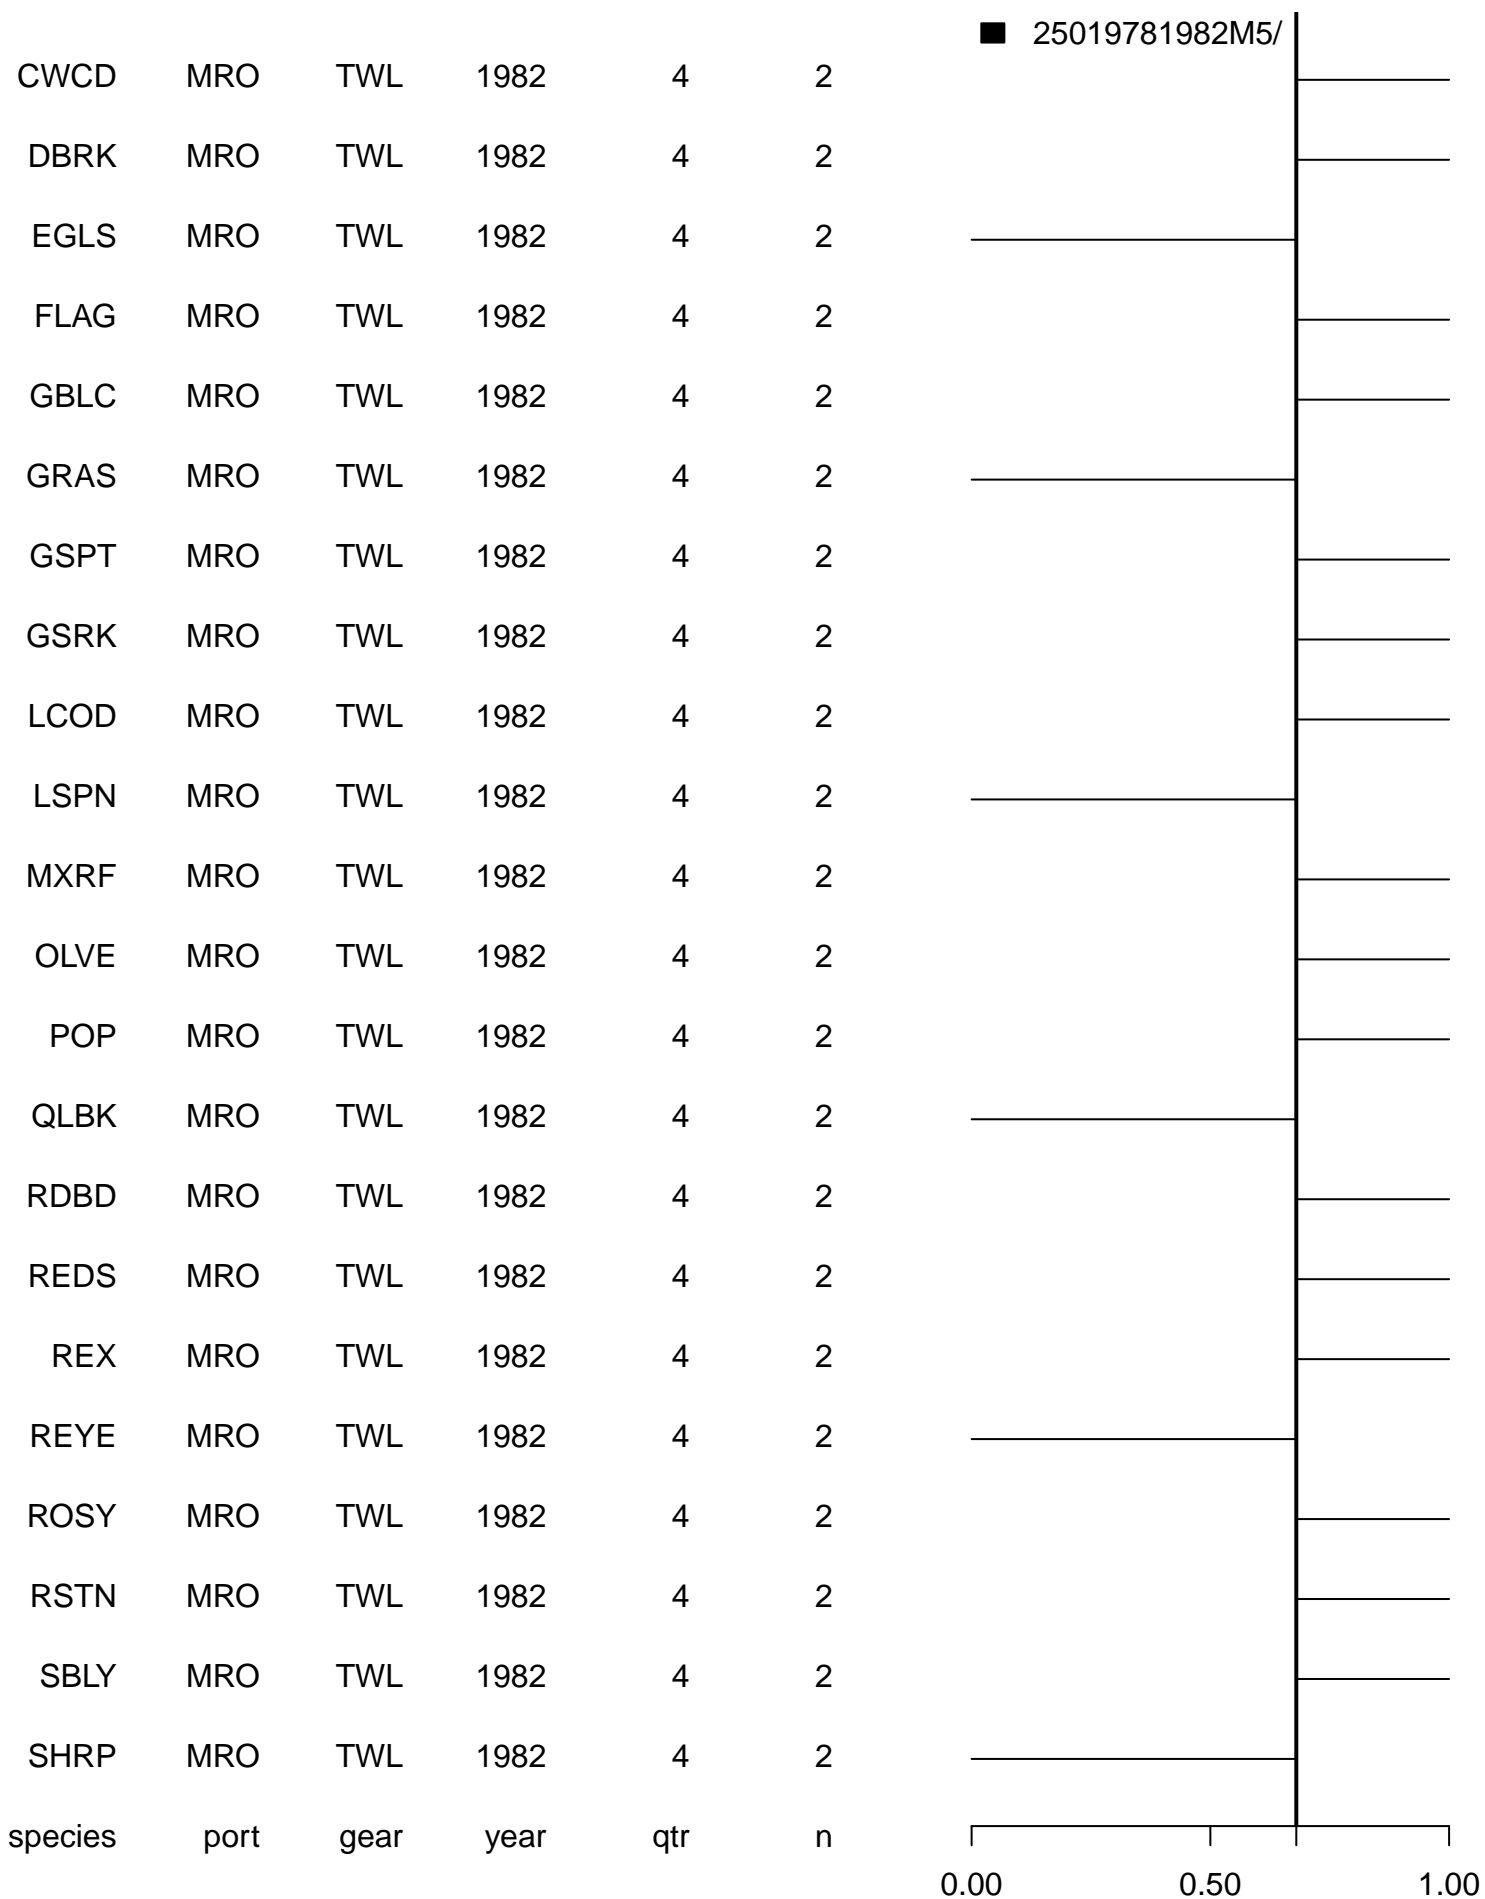 25019781982M5/
CWCD MRO TWL 1982 4 2
DBRK MRO TWL 1982 4 2
EGLS MRO TWL 1982 4 2
FLAG MRO TWL 1982 4 2
GBLC MRO TWL 1982 4 2
GRAS MRO TWL 1982 4 2
GSPT MRO TWL 1982 4 2
GSRK MRO TWL 1982 4 2
LCOD MRO TWL 1982 4 2
LSPN MRO TWL 1982 4 2
MXRF MRO TWL 1982 4 2
OLVE MRO TWL 1982 4 2
POP MRO TWL 1982 4 2
QLBK MRO TWL 1982 4 2
RDBD MRO TWL 1982 4 2
REDS MRO TWL 1982 4 2
REX MRO TWL 1982 4 2
REYE MRO TWL 1982 4 2
ROSY MRO TWL 1982 4 2
RSTN MRO TWL 1982 4 2
SBLY MRO TWL 1982 4 2
SHRP MRO TWL 1982 4 2
species port gear year qtr n
0.00 0.50 1.00